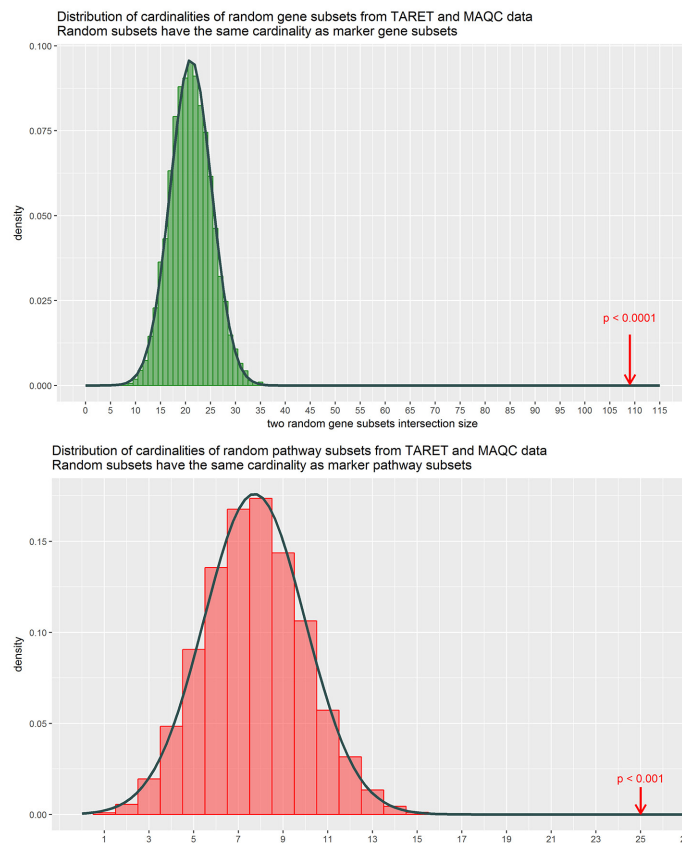 Distribution of cardinalities of random gene subsets from TARET and MAQC data
Random subsets have the same cardinality as marker gene subsets
0.100
0.075
0.050
0.025
0.000
density
p < 0.0001
0 5 10 15 20 25 30 35 40 45 50 55 60 65 70 75 80 85 90 95 100 105 110 115
two random gene subsets intersection size
Distribution of cardinalities of random pathway subsets from TARET and MAQC data
Random subsets have the same cardinality as marker pathway subsets
0.15
0.10
0.05
0.00
density
p < 0.001
1 3 5 7 9 11 13 15 17 19 21 23 25